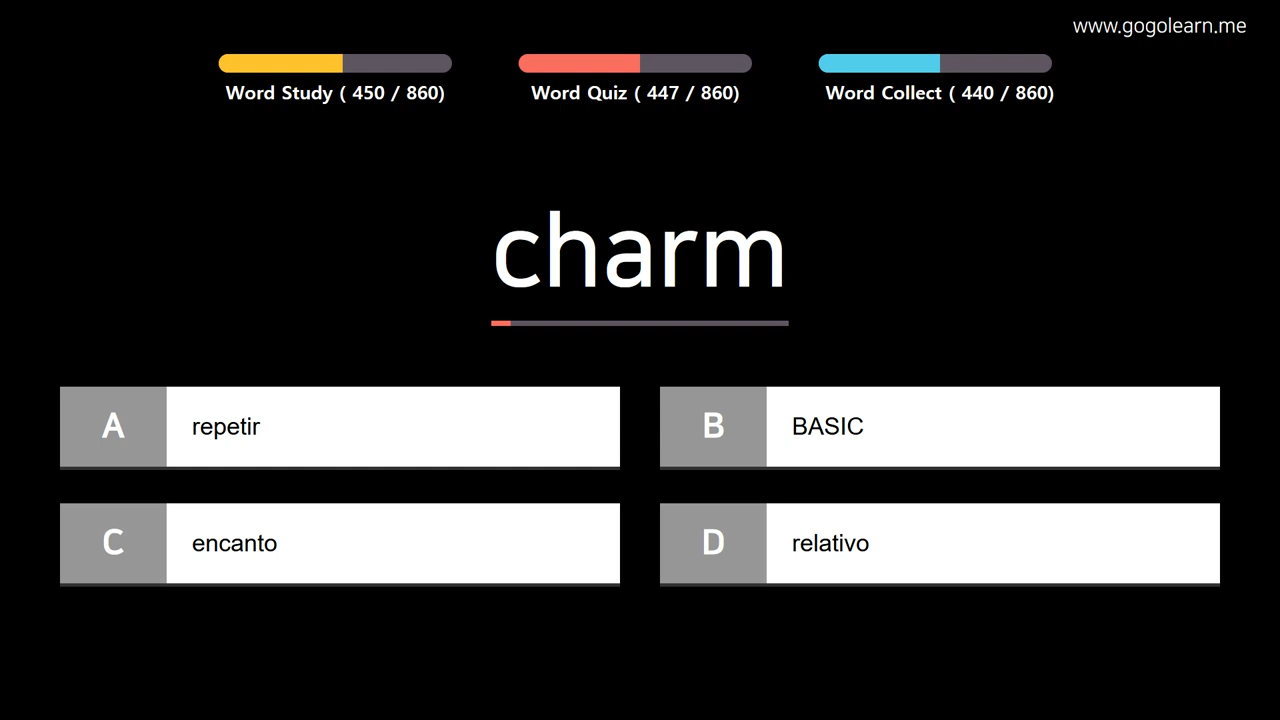 www.gogolearn.me
Word Study ( 450 / 860)
Word Quiz ( 447 / 860)
Word Collect ( 440 / 860)
charm
A repetir
B BASIC
C encanto
D relativo